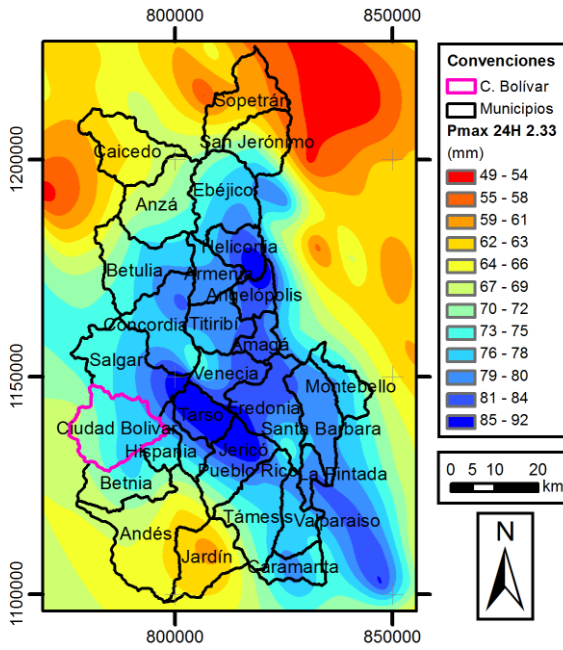 800000
850000
1200000
1150000
1100000
Sopetrán
San Jerónimo
Caicedo
Ebéjico
Anzá
Heliconia
Betulia
Armenia
Angelópolis
Concordia
Titiribí
Amagá
Salgar
Venecia
Montebello
Tarso
Fredonia
Ciudad Bolívar
Santa Barbara
Hispania
Jericó
Pueblo Rico
La Pintada
Betnia
Támesis
Valparaiso
Andés
Jardín
Caramanta
800000
850000
Convenciones
C. Bolívar
Municipios
Pmax 24H 2.33
(mm)
49 - 54
55 - 58
59 - 61
62 - 63
64 - 66
67 - 69
70 - 72
73 - 75
76 - 78
79 - 80
81 - 84
85 - 92
0 5 10 20
km
N